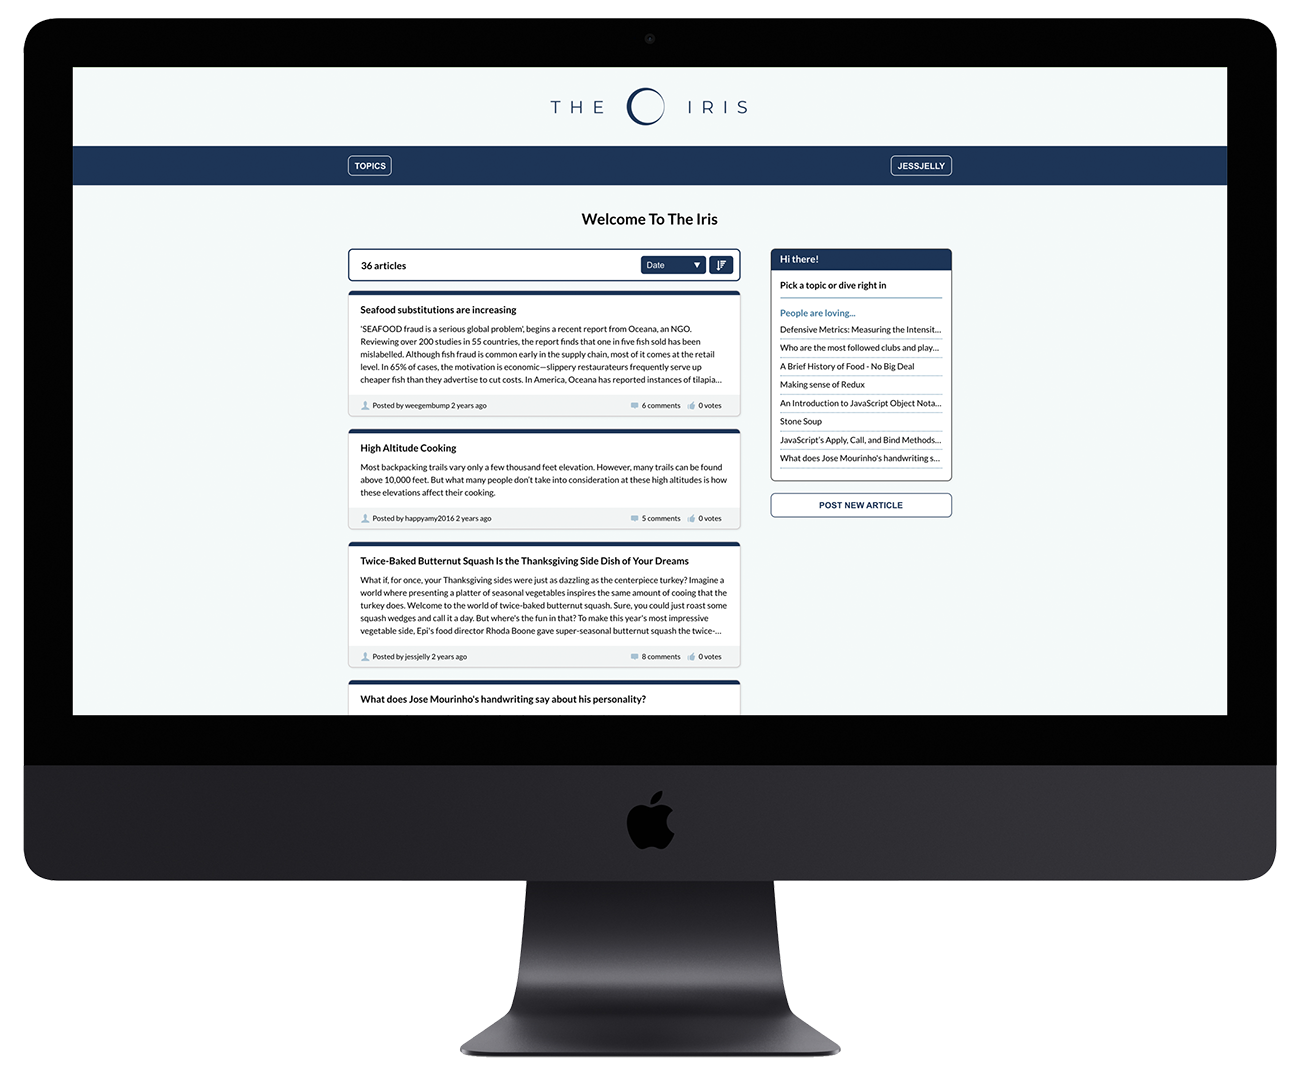 THE IRIS
TOPICS
JESSJELLY
Welcome To The Iris
36 articles
Date
Seafood substitutions are increasing
'SEAFOOD fraud is a serious global problem', begins a recent report from Oceana, an NGO.
Reviewing over 200 studies in 55 countries, the report finds that one in five fish sold has been
mislabelled. Although fish fraud is common early in the supply chain, most of it comes at the retail
level. In 65% of cases, the motivation is economic—slippery restaurateurs frequently serve up
cheaper fish than they advertise to cut costs. In America, Oceana has reported instances of tilapia...
Posted by weegembump 2 years ago
6 comments
0 votes
High Altitude Cooking
Most backpacking trails vary only a few thousand feet elevation. However, many trails can be found
above 10,000 feet. But what many people don't take into consideration at these high altitudes is how
these elevations affect their cooking.
Posted by happyamy2016 2 years ago
5 comments
0 votes
Twice-Baked Butternut Squash Is the Thanksgiving Side Dish of Your Dreams
What if, for once, your Thanksgiving sides were just as dazzling as the centerpiece turkey? Imagine a
world where presenting a platter of seasonal vegetables inspires the same amount of cooing that the
turkey does. Welcome to the world of twice-baked butternut squash. Sure, you could just roast some
squash wedges and call it a day. But where's the fun in that? To make this year's most impressive
vegetable side, Epi's food director Rhoda Boone gave super-seasonal butternut squash the twice-...
Posted by jessjelly 2 years ago
8 comments
0 votes
What does Jose Mourinho's handwriting say about his personality?
Hi there!
Pick a topic or dive right in
People are loving...
Defensive Metrics: Measuring the Intensit...
Who are the most followed clubs and play...
A Brief History of Food - No Big Deal
Making sense of Redux
An Introduction to JavaScript Object Nota...
Stone Soup
JavaScript's Apply, Call, and Bind Methods...
What does Jose Mourinho's handwriting s...
POST NEW ARTICLE